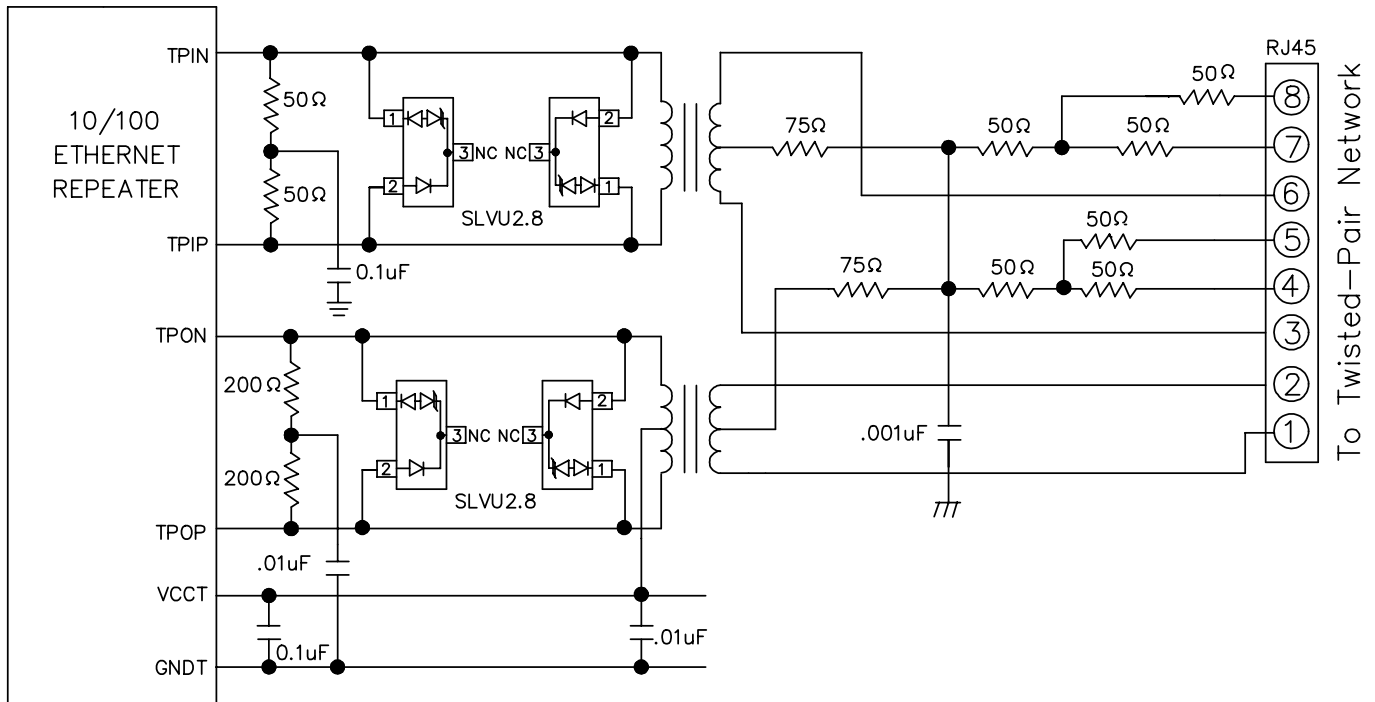 RJ45
TPIN
10/100
ETHERNET
REPEATER
50Ω
50Ω
TPIP
0.1uF
1
2
3
NC
NC
3
2
1
SLVU2.8
75Ω
50Ω
50Ω
50Ω
8
7
6
5
4
3
2
1
75Ω
50Ω
50Ω
50Ω
.001uF
To Twisted-Pair Network
TPON
200Ω
200Ω
TPOP
1
2
3
NC
NC
3
2
1
SLVU2.8
.01uF
VCCT
0.1uF
.01uF
GNDT